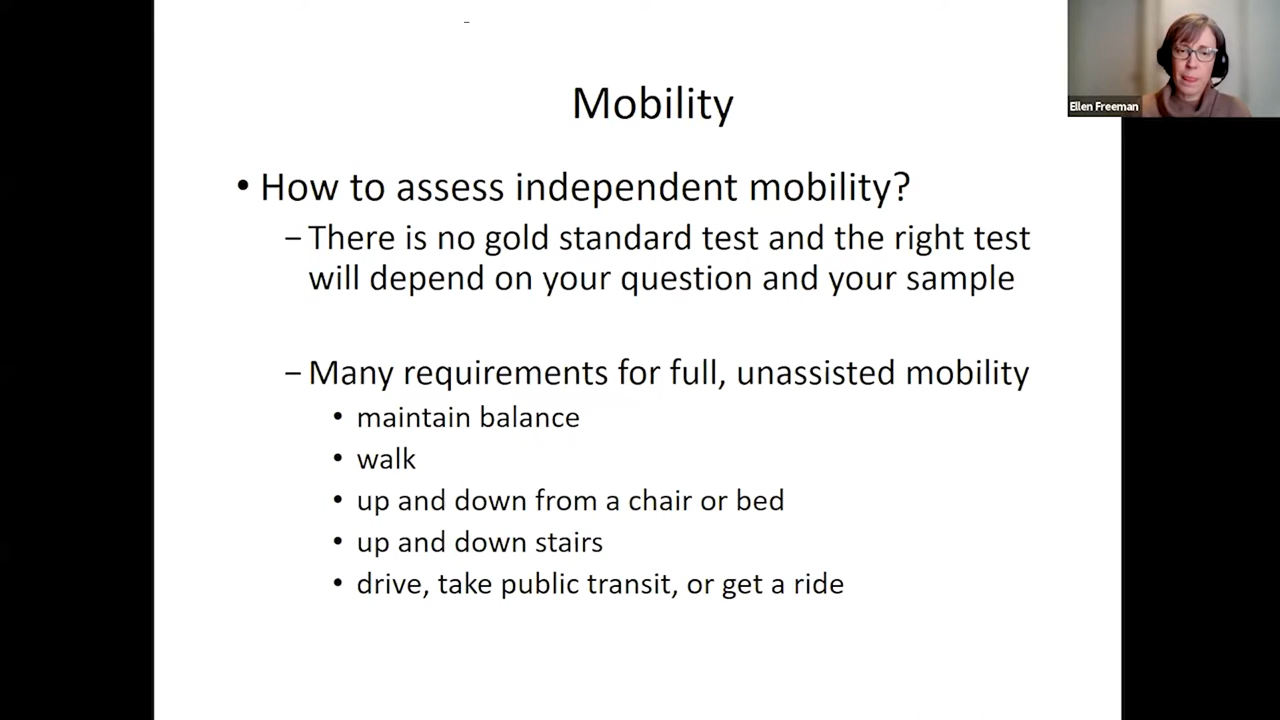 Mobility
Ellen Freeman
• How to assess independent mobility?
– There is no gold standard test and the right test
will depend on your question and your sample
– Many requirements for full, unassisted mobility
• maintain balance
• walk
• up and down from a chair or bed
• up and down stairs
• drive, take public transit, or get a ride